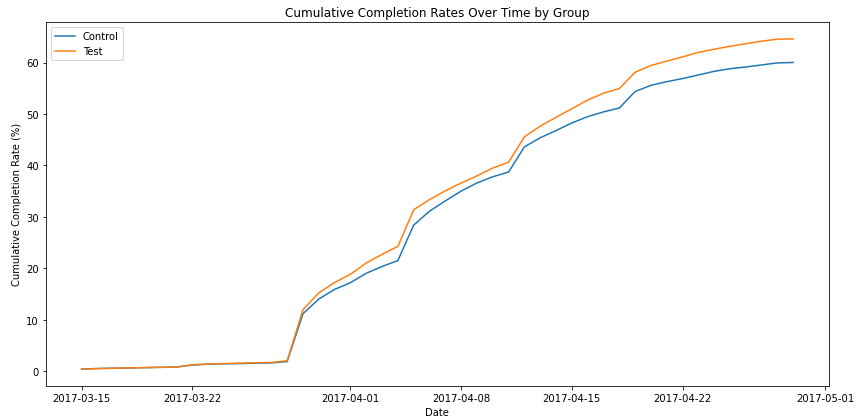 Cumulative Completion Rates Over Time by Group
Control
Test
Cumulative Completion Rate (%)
60
50
40
30
20
10
0
2017-03-15 2017-03-22 2017-04-01 2017-04-08 2017-04-15 2017-04-22 2017-05-01
Date